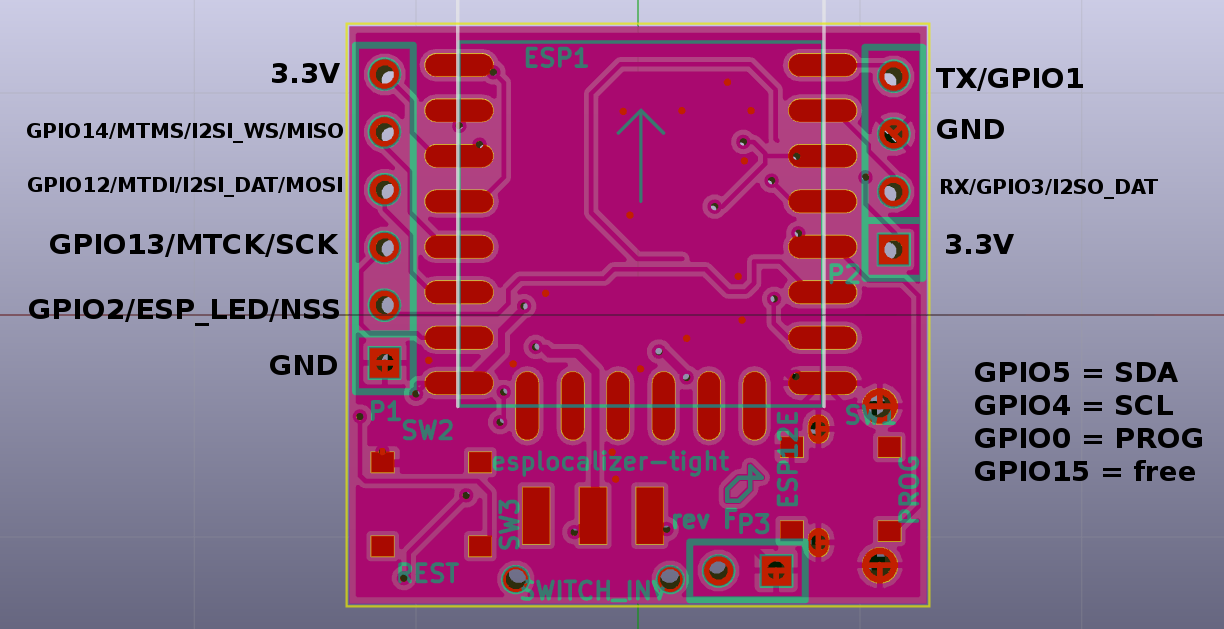 3.3V
GPIO14/MTMS/I2SI_WS/MISO
GPIO12/MTDI/I2SI_DAT/MOSI
GPIO13/MTCK/SCK
GPIO2/ESP_LED/NSS
GND
ESP1
TX/GPIO1
GND
RX/GPIO3/I2SO_DAT
3.3V
P2
P1
SW2
SW1
esplocalizer-tight
ESP12E
PROG
SW3
rev F
P3
REST
SWITCH_INV
GPIO5 = SDA
GPIO4 = SCL
GPIO0 = PROG
GPIO15 = free